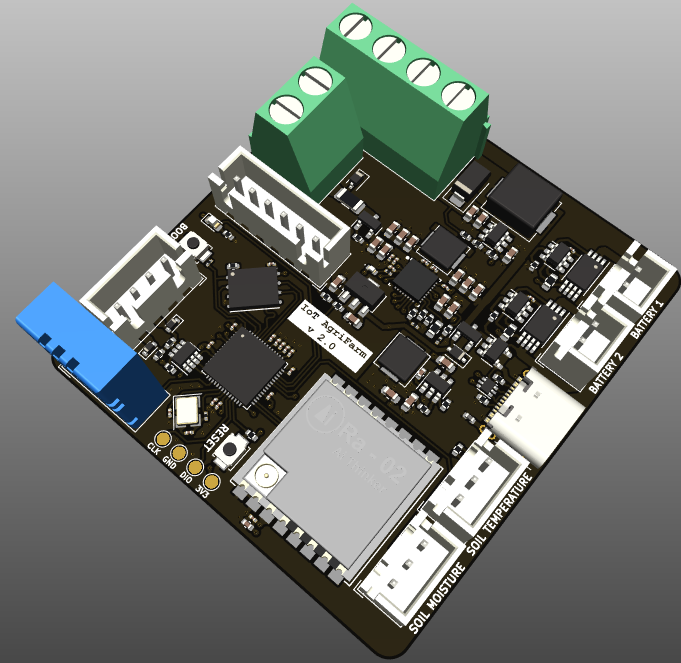 BOO
IoT AgriFarm
v 2.0
BATTERY 1
BATTERY 2
Ra - 02
RESET
CLK
GND
DIO
3V3
SOIL TEMPERATURE
SOIL MOISTURE